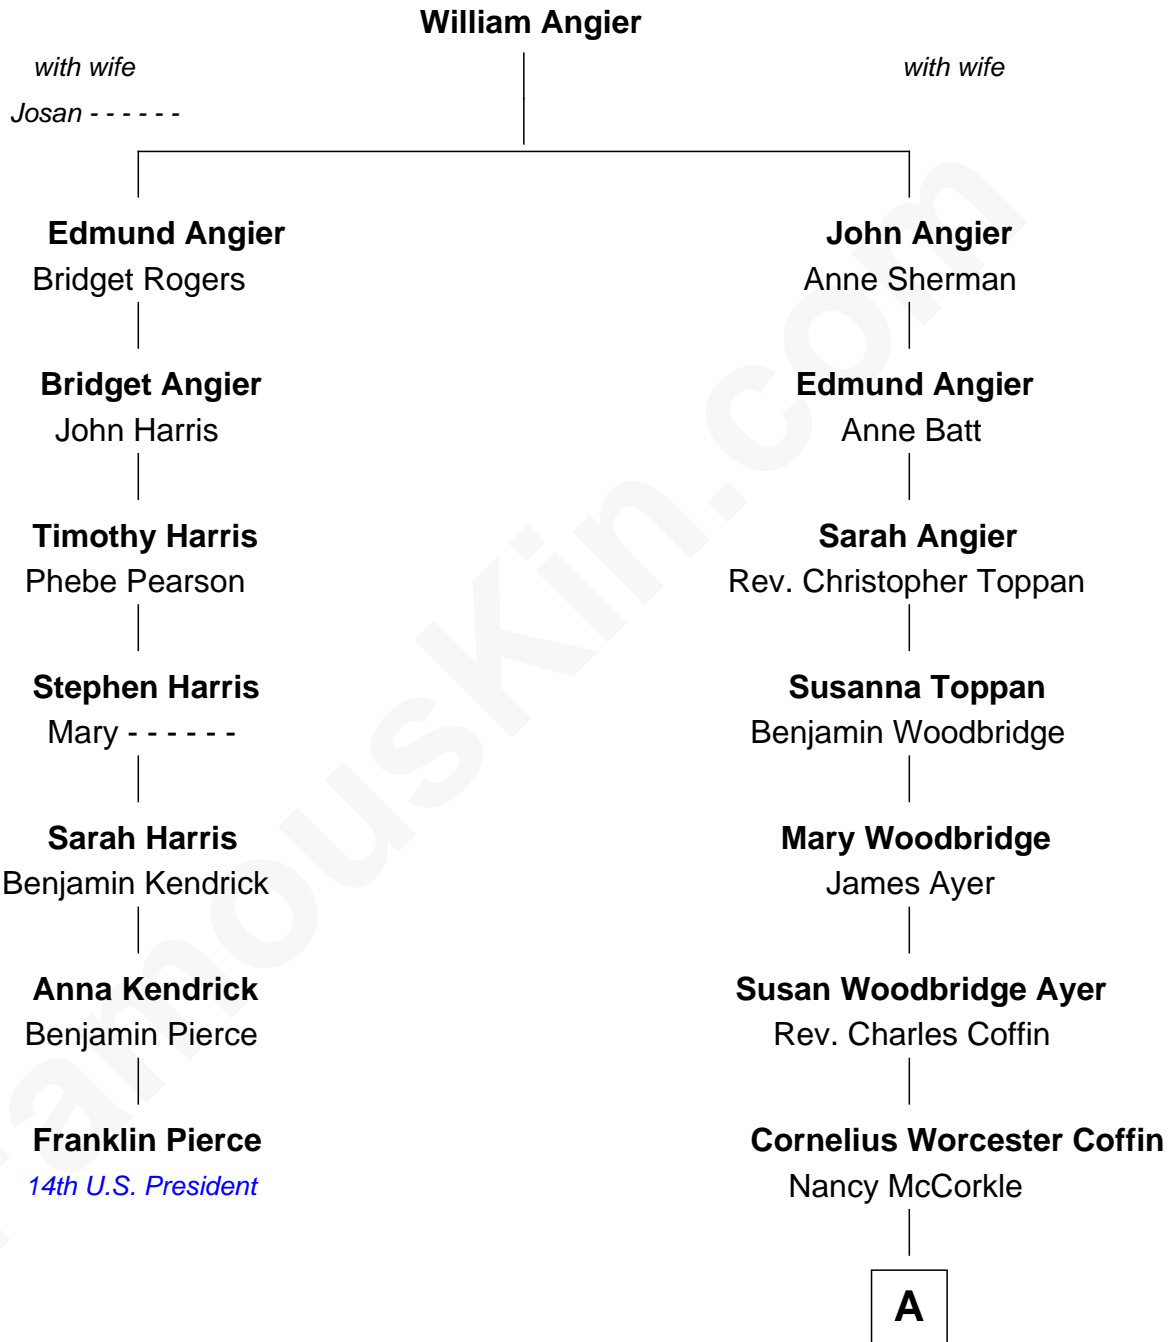 William Angier
with wife
with wife
Josan - - - - - -
Edmund Angier
Bridget Rogers
John Angier
Anne Sherman
Bridget Angier
John Harris
Edmund Angier
Anne Batt
Timothy Harris
Phebe Pearson
Sarah Angier
Rev. Christopher Toppan
Stephen Harris
Mary - - - - - -
Susanna Toppan
Benjamin Woodbridge
Sarah Harris
Benjamin Kendrick
Mary Woodbridge
James Ayer
Anna Kendrick
Benjamin Pierce
Susan Woodbridge Ayer
Rev. Charles Coffin
Franklin Pierce
14th U.S. President
Cornelius Worcester Coffin
Nancy McCorkle
A
FamousKin.com